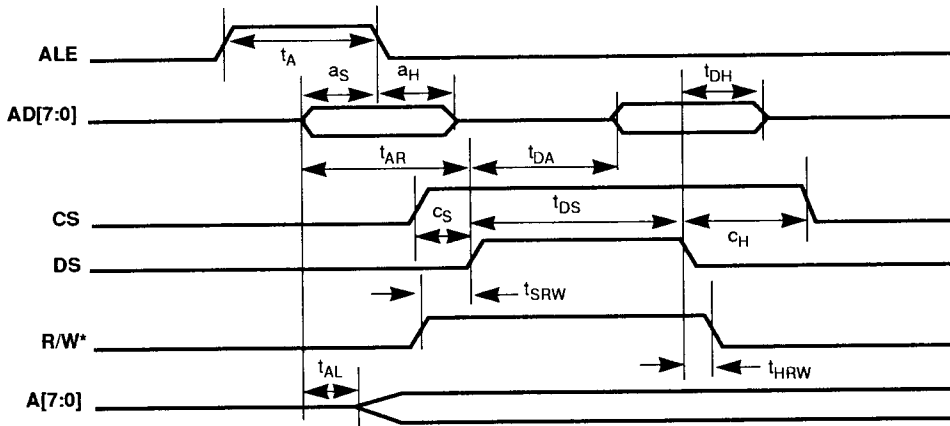 ALE
t_A
a_S
a_H
t_DH
AD[7:0]
t_AR
t_DA
CS
c_S
t_DS
c_H
DS
t_SRW
R/W*
t_HRW
t_AL
A[7:0]